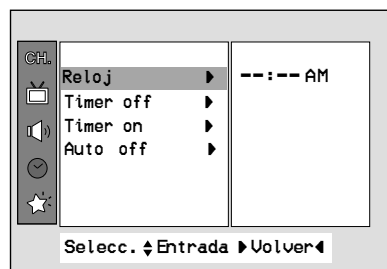 CH.
Reloj --:-- AM
Timer off
Timer on
Auto off
Selecc. Entrada Volver